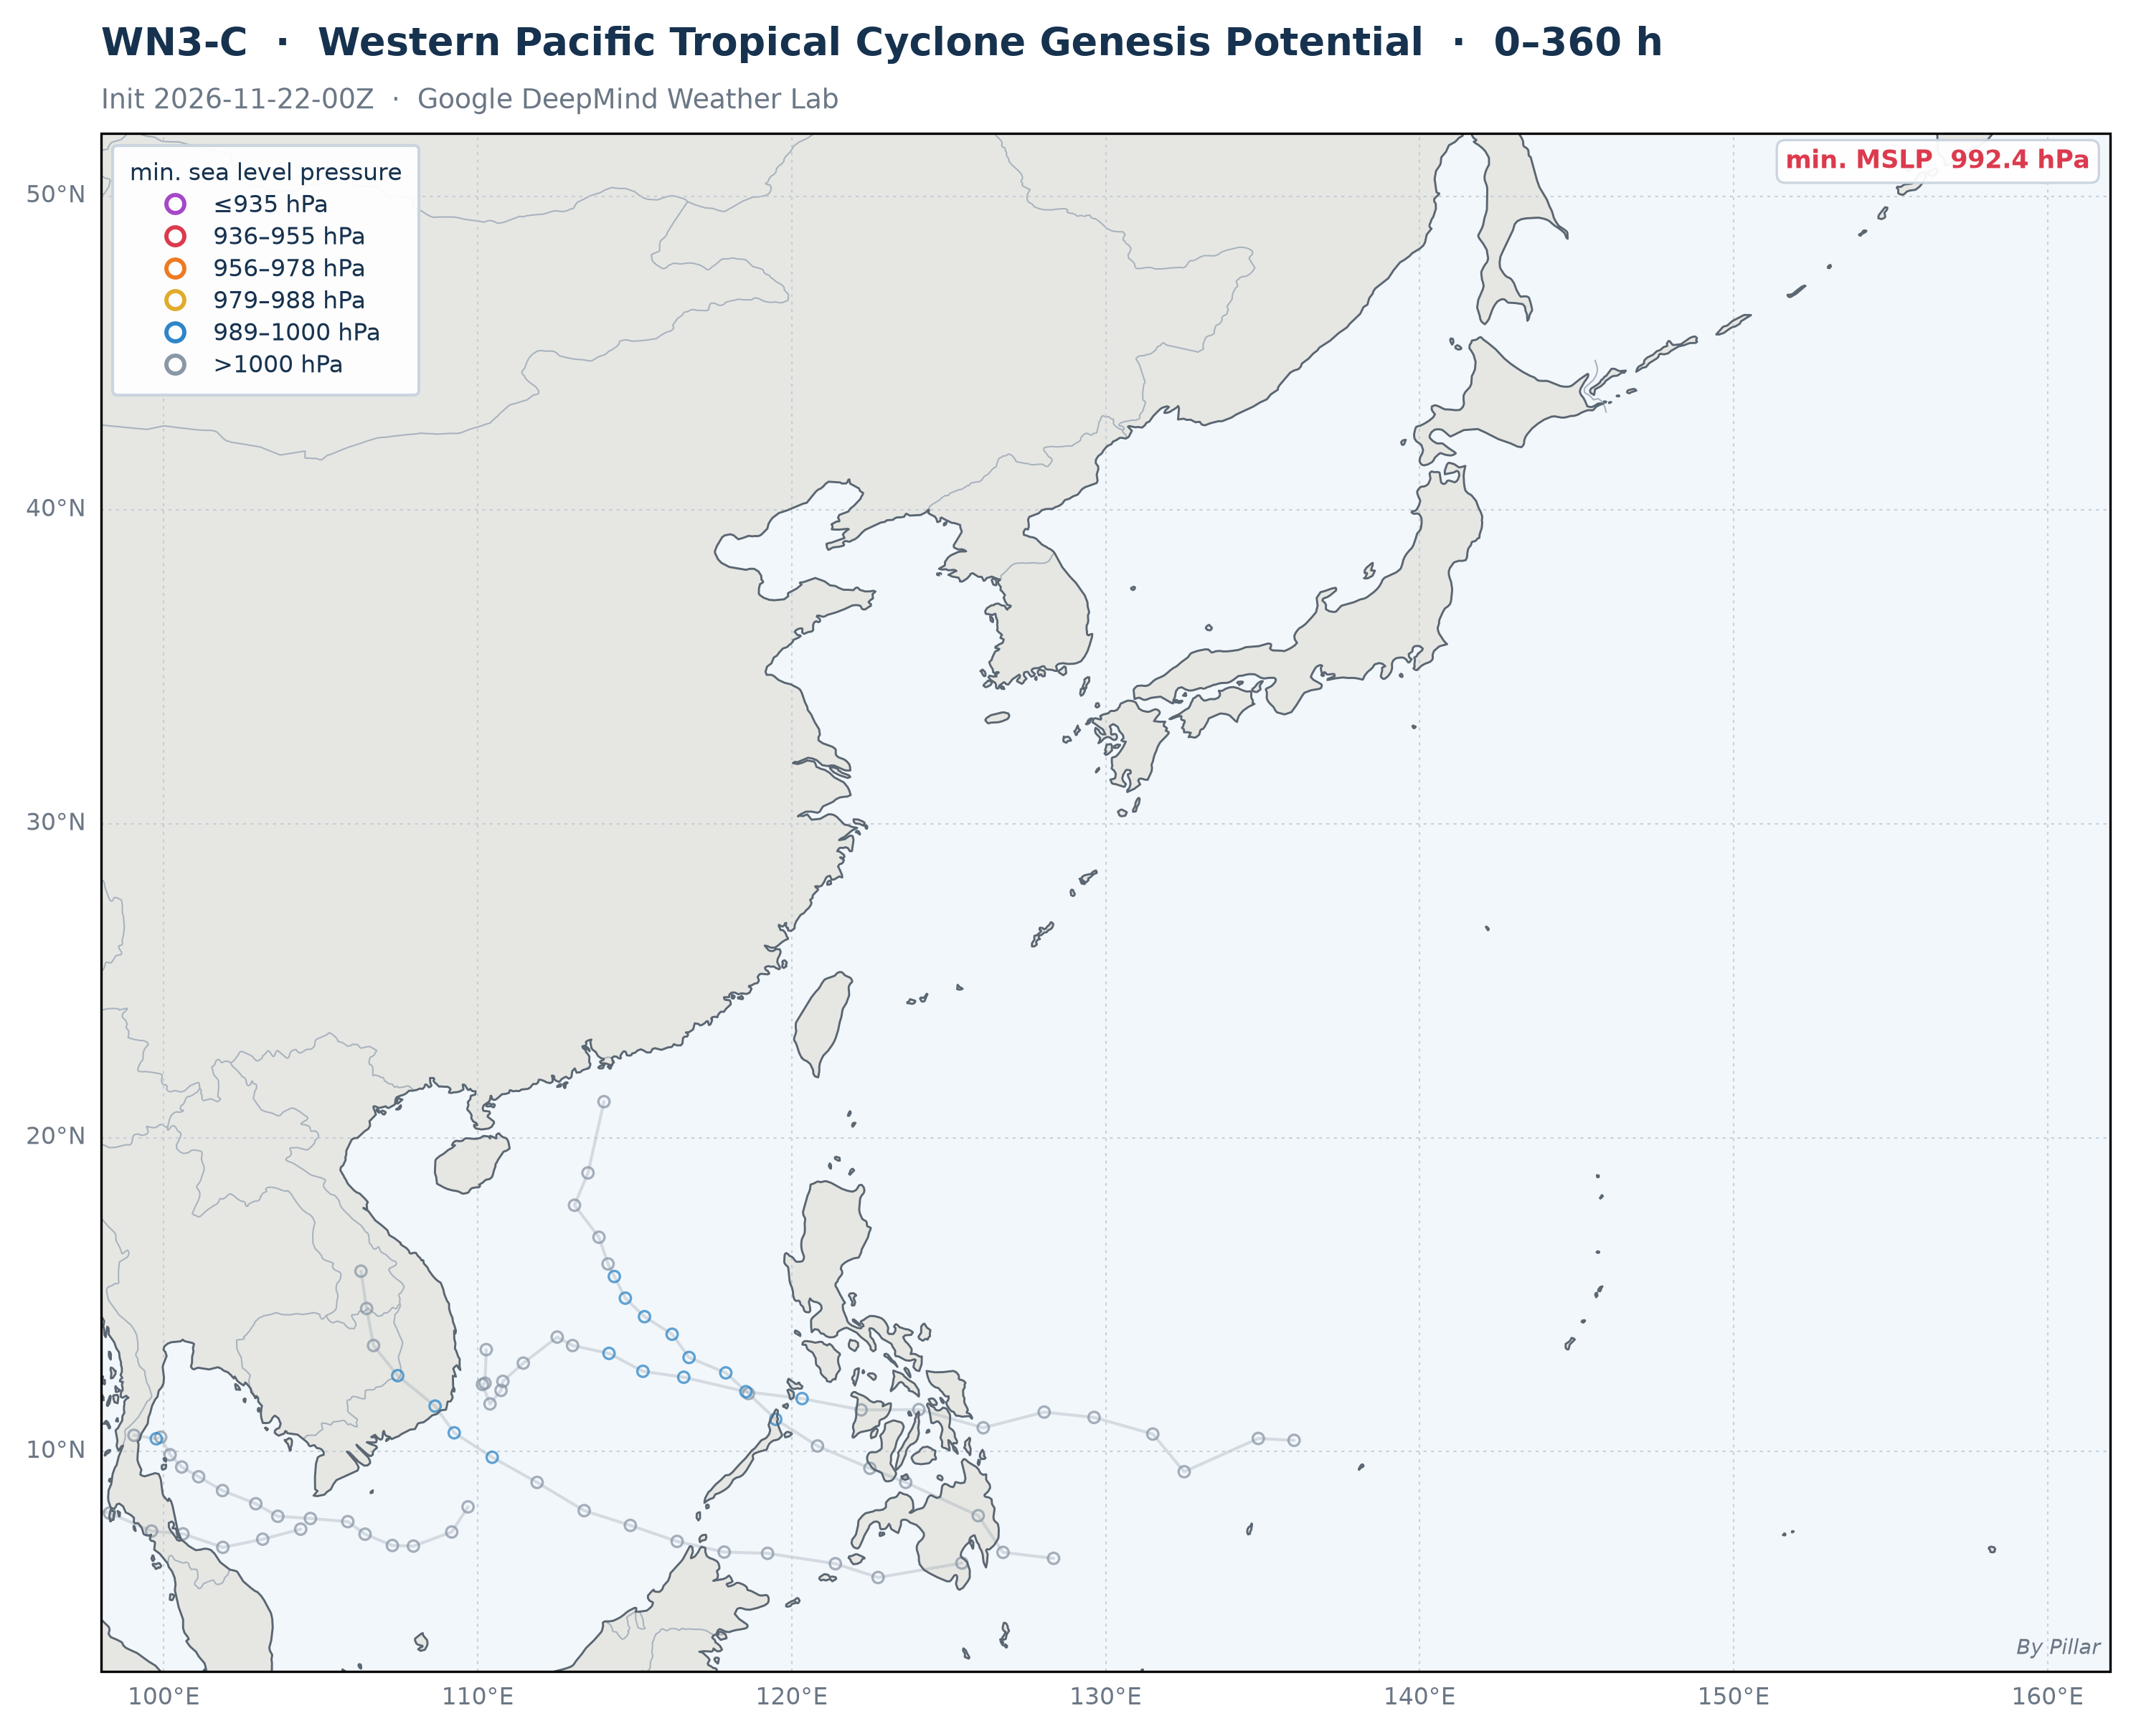 WN3-C · Western Pacific Tropical Cyclone Genesis Potential · 0–360 h
Init 2026-11-22-00Z · Google DeepMind Weather Lab
min. sea level pressure
≤935 hPa
936–955 hPa
956–978 hPa
979–988 hPa
989–1000 hPa
>1000 hPa
min. MSLP 992.4 hPa
50°N
40°N
30°N
20°N
10°N
By Pillar
100°E
110°E
120°E
130°E
140°E
150°E
160°E